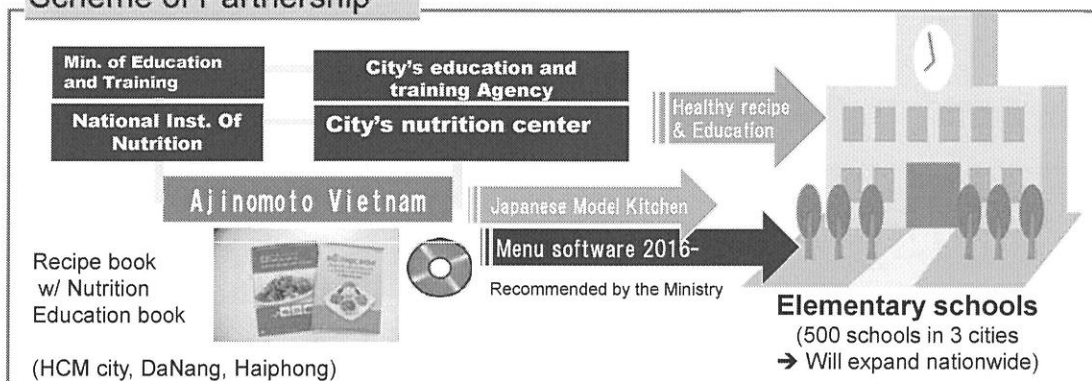 Scheme of Partnership
Min. of Education
and Training
City's education and
training Agency
National Inst. Of
Nutrition
City's nutrition center
Healthy recipe
& Education
Ajinomoto Vietnam
Japanese Model Kitchen
Menu software 2016-
Recommended by the Ministry
Recipe book
w/ Nutrition
Education book
(HCM city, DaNang, Haiphong)
Elementary schools
(500 schools in 3 cities
➔ Will expand nationwide)